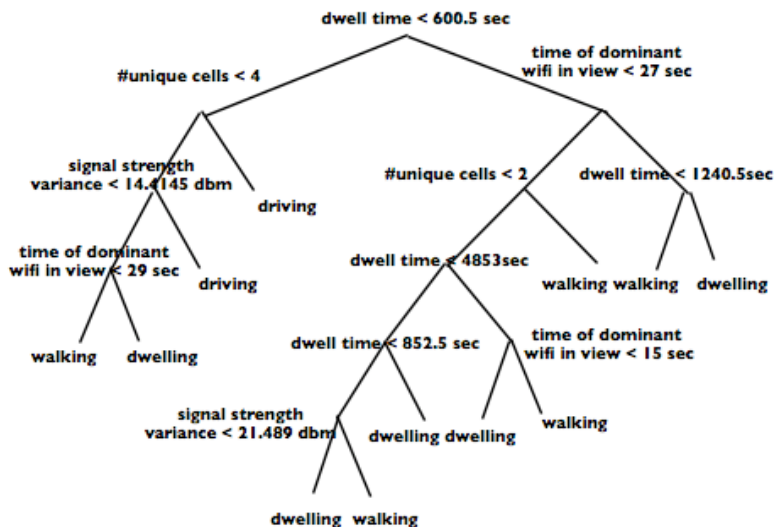 dwell time < 600.5 sec
time of dominant
wifi in view < 27 sec
#unique cells < 4
signal strength
variance < 14.4145 dbm
#unique cells < 2
dwell time < 1240.5sec
driving
time of dominant
wifi in view < 29 sec
driving
dwell time < 4853sec
walking
walking
dwelling
walking
dwelling
dwell time < 852.5 sec
time of dominant
wifi in view < 15 sec
signal strength
variance < 21.489 dbm
dwelling
dwelling
walking
dwelling
walking